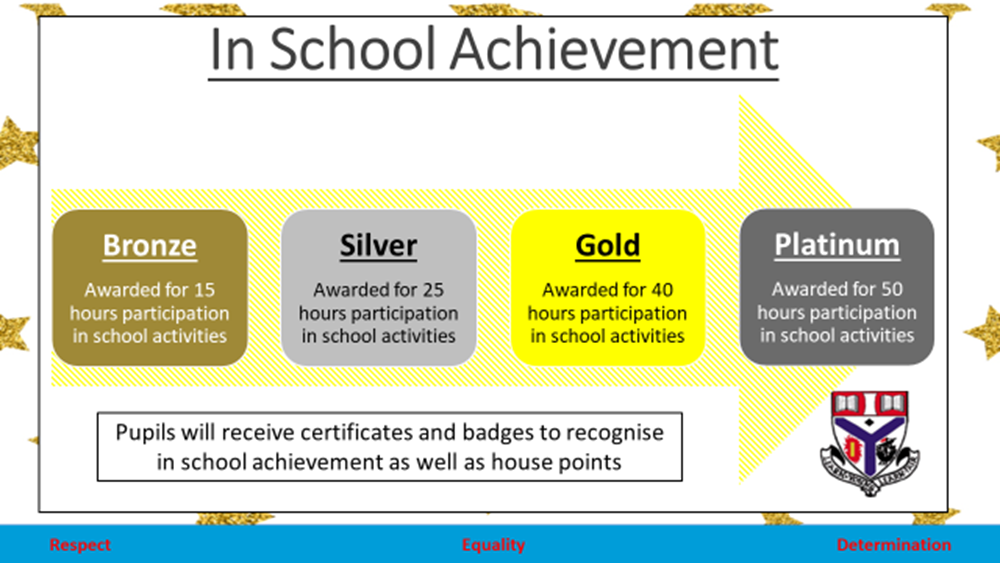 In School Achievement
Bronze
Awarded for 15
hours participation
in school activities
Silver
Awarded for 25
hours participation
in school activities
Gold
Awarded for 40
hours participation
in school activities
Platinum
Awarded for 50
hours participation
in school activities
Pupils will receive certificates and badges to recognise
in school achievement as well as house points
Respect
Equality
Determination